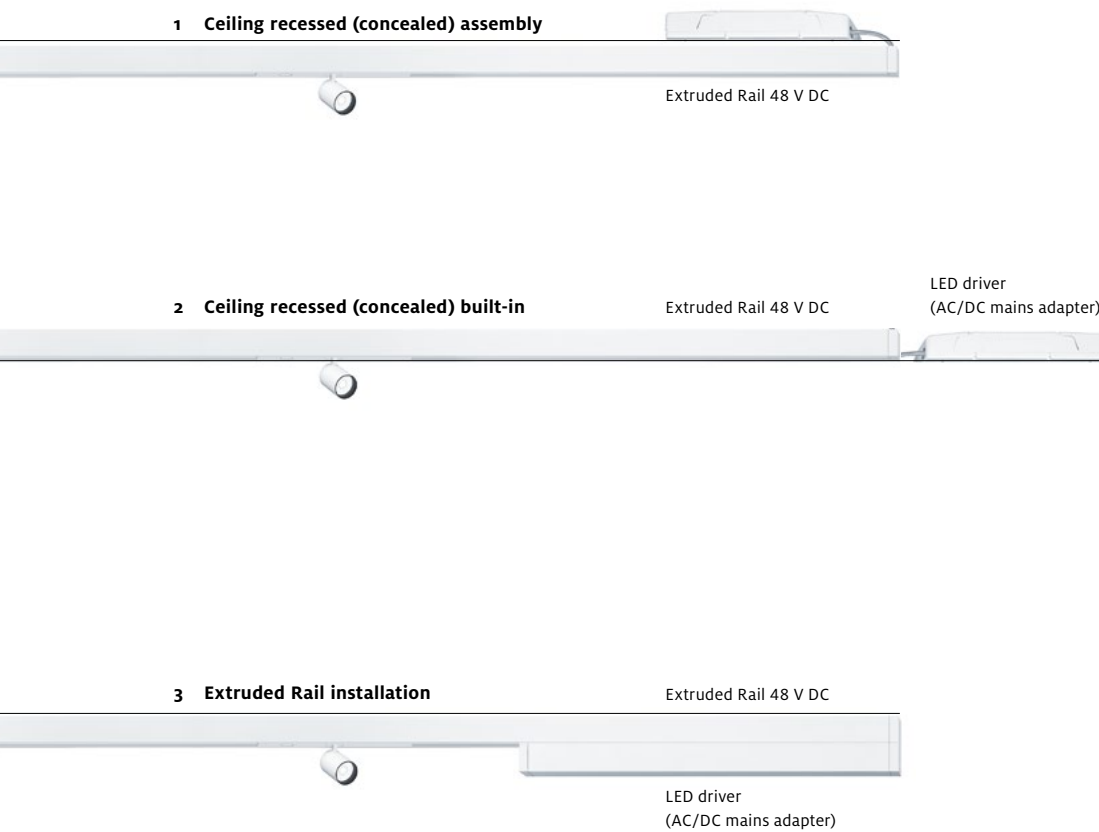 1 Ceiling recessed (concealed) assembly
Extruded Rail 48 V DC
LED driver
(AC/DC mains adapter)
2 Ceiling recessed (concealed) built-in
Extruded Rail 48 V DC
3 Extruded Rail installation
Extruded Rail 48 V DC
LED driver
(AC/DC mains adapter)